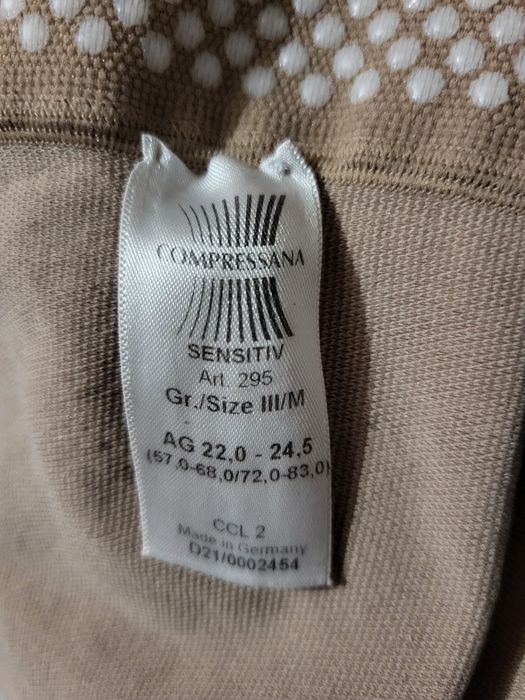 COMPRESSANA
SENSITIV
Art. 295
Gr./Size III/M
AG 22,0 - 24.5
(57,0-68,0/72,0-83,0)
CCL 2
Made in Germany
D21/0002454